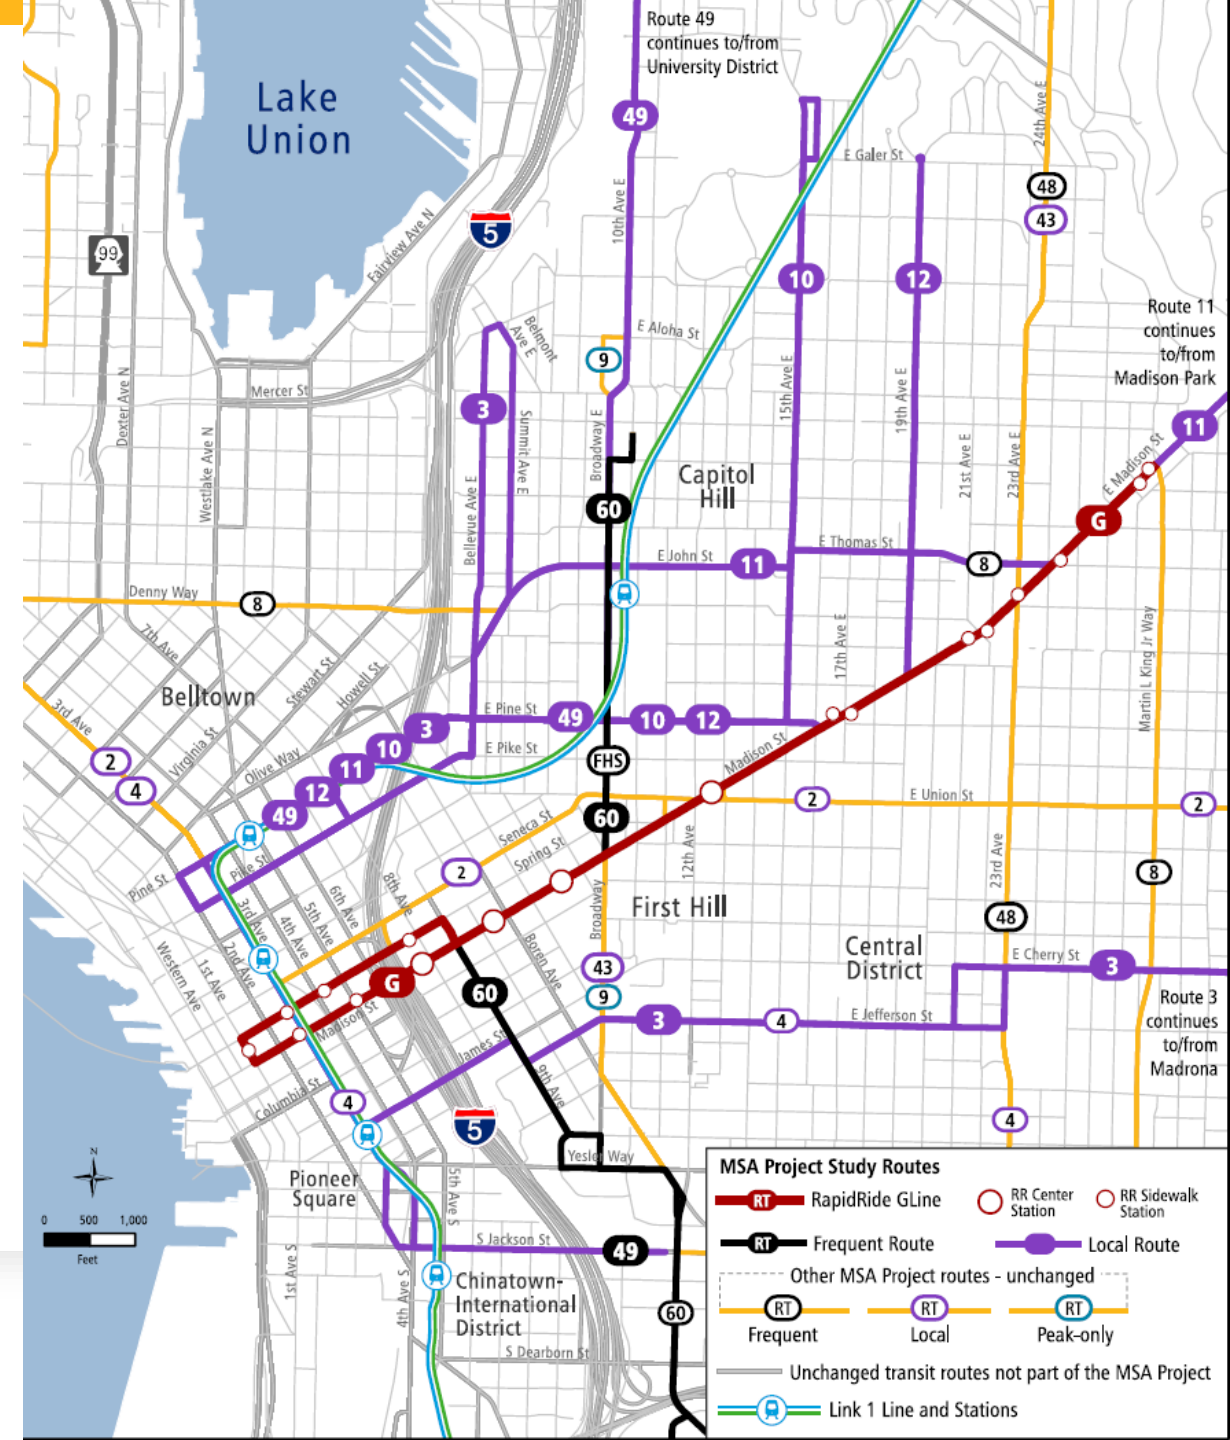 Route 49
continues to/from
University District
Lake
Union
49
24th Ave E
E Galer St
48
43
10th Ave E
5
99
Fairview Ave N
10
12
Route 11
continues
to/from
Madison Park
Belmont
Ave E
E Aloha St
9
Mercer St
Dexter Ave N
Westlake Ave N
3
Summit Ave E
Bellevue Ave E
Broadway E
15th Ave E
19th Ave E
21st Ave E
23rd Ave E
11
E Madison St
Capitol
Hill
60
G
E John St
11
E Thomas St
8
Denny Way
8
7th Ave
17th Ave E
Martin L King Jr Way
Belltown
Stewart St
Howell St
3rd Ave
Virginia St
Olive Way
E Pine St
49
10
12
3
10
11
12
49
E Pike St
Madison St
FHS
2
4
60
2
E Union St
2
Seneca St
Spring St
12th Ave
23rd Ave
Pine St
Pike St
2
8th Ave
6th Ave
5th Ave
4th Ave
3rd Ave
2nd Ave
1st Ave
Western Ave
8
First Hill
Broadway
48
Boren Ave
Central
District
E Cherry St
3
43
9
G
60
Madison St
3
4
E Jefferson St
Route 3
continues
to/from
Madrona
James St
9th Ave
Columbia St
4
5
4
Yesler Way
N
Pioneer
Square
5th Ave S
0 500 1,000
Feet
S Jackson St
49
1st Ave S
4th Ave S
Chinatown-
International
District
60
S Dearborn St
MSA Project Study Routes
RT RapidRide GLine
RR Center
Station
RR Sidewalk
Station
RT Frequent Route
Local Route
Other MSA Project routes - unchanged
RT RT RT
Frequent Local Peak-only
Unchanged transit routes not part of the MSA Project
Link 1 Line and Stations